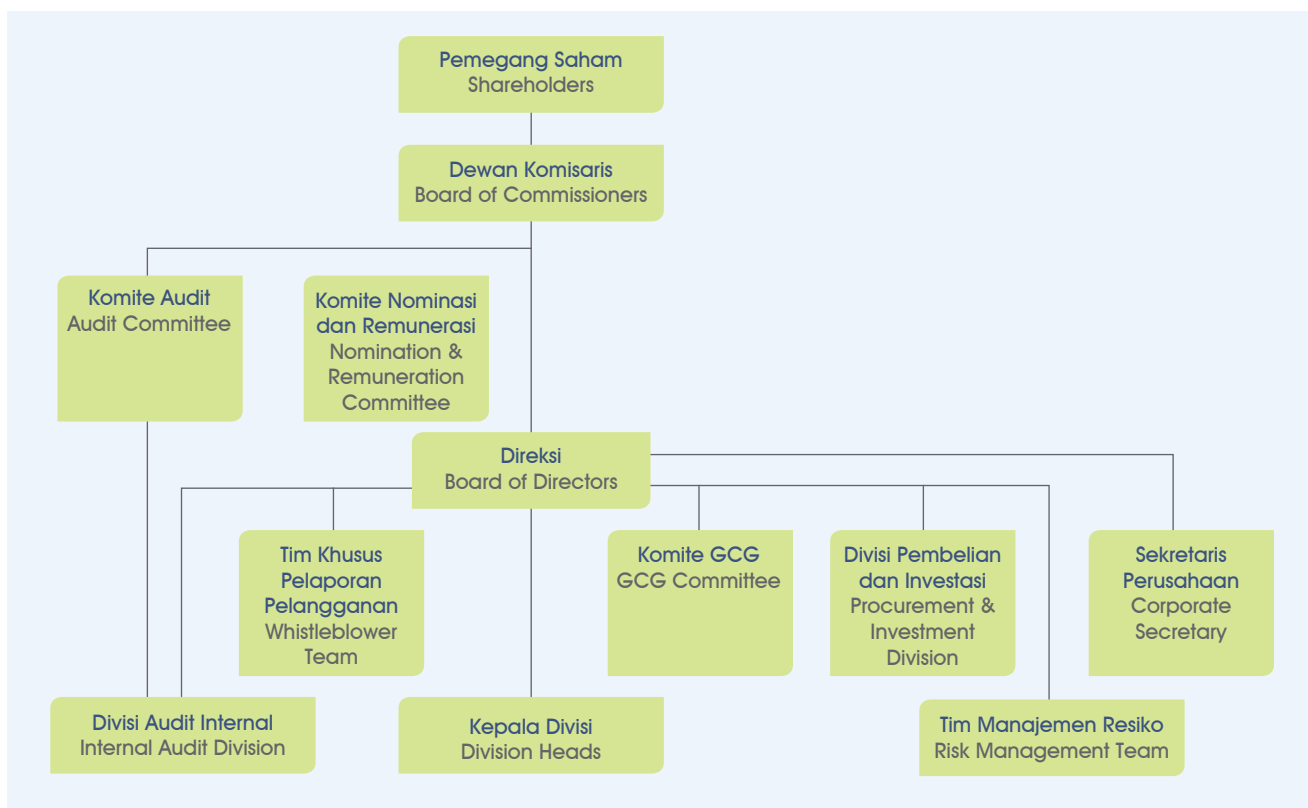 Pemegang Saham
Shareholders
Dewan Komisaris
Board of Commissioners
Komite Audit
Audit Committee
Komite Nominasi
dan Remunerasi
Nomination &
Remuneration
Committee
Direksi
Board of Directors
Tim Khusus
Pelaporan
Pelangganan
Whistleblower
Team
Komite GCG
GCG Committee
Divisi Pembelian
dan Investasi
Procurement &
Investment
Division
Sekretaris
Perusahaan
Corporate
Secretary
Divisi Audit Internal
Internal Audit Division
Kepala Divisi
Division Heads
Tim Manajemen Resiko
Risk Management Team